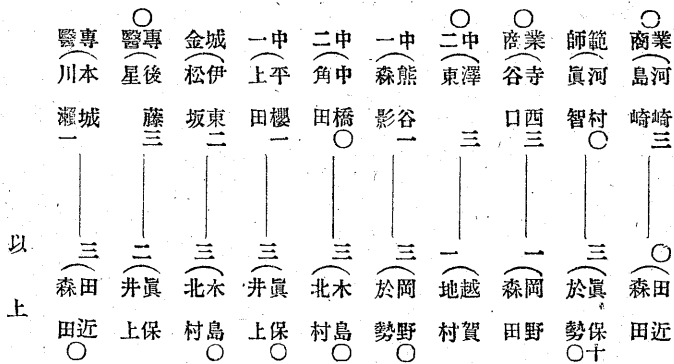 ○商業(河崎 島崎 三――○(田近 森田
師範(河村 眞智 ○――三(眞保 於勢 ○十
○商業(寺西 谷口 三――一(岡野 森田
○二中(澤 東 三――一(越賀 地村
一中(熊谷 森影 一――三(岡野 於勢 ○
二中(中橋 角田 ○――三(木島 北村 ○
一中(平櫻 上田 一――三(眞保 井上 ○
金城(伊東 松坂 二――三(木島 北村 ○
○醫專(後藤 星 三――二(眞保 井上
醫專(本城 川瀨 一――三(田近 森田 ○
以上